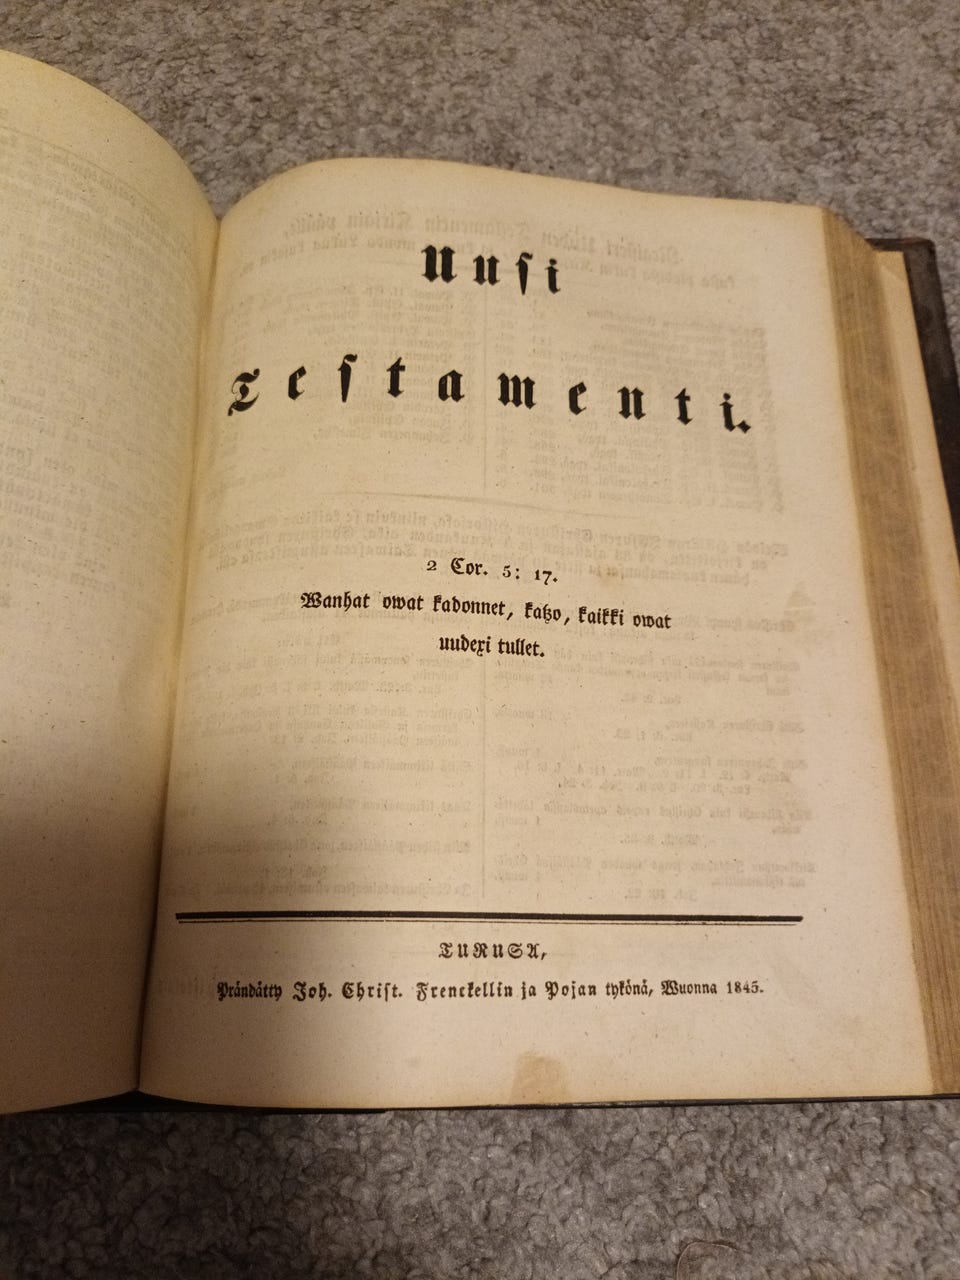 Uusi
Testamenti.
2 Cor. 5: 17.
Wanhat owat kadonnet, katzo, kaikki owat
uudexi tullet.
TURUSA,
Prändätty Joh. Christ. Frenckellin ja Pojan tykönä, Wuonna 1845.